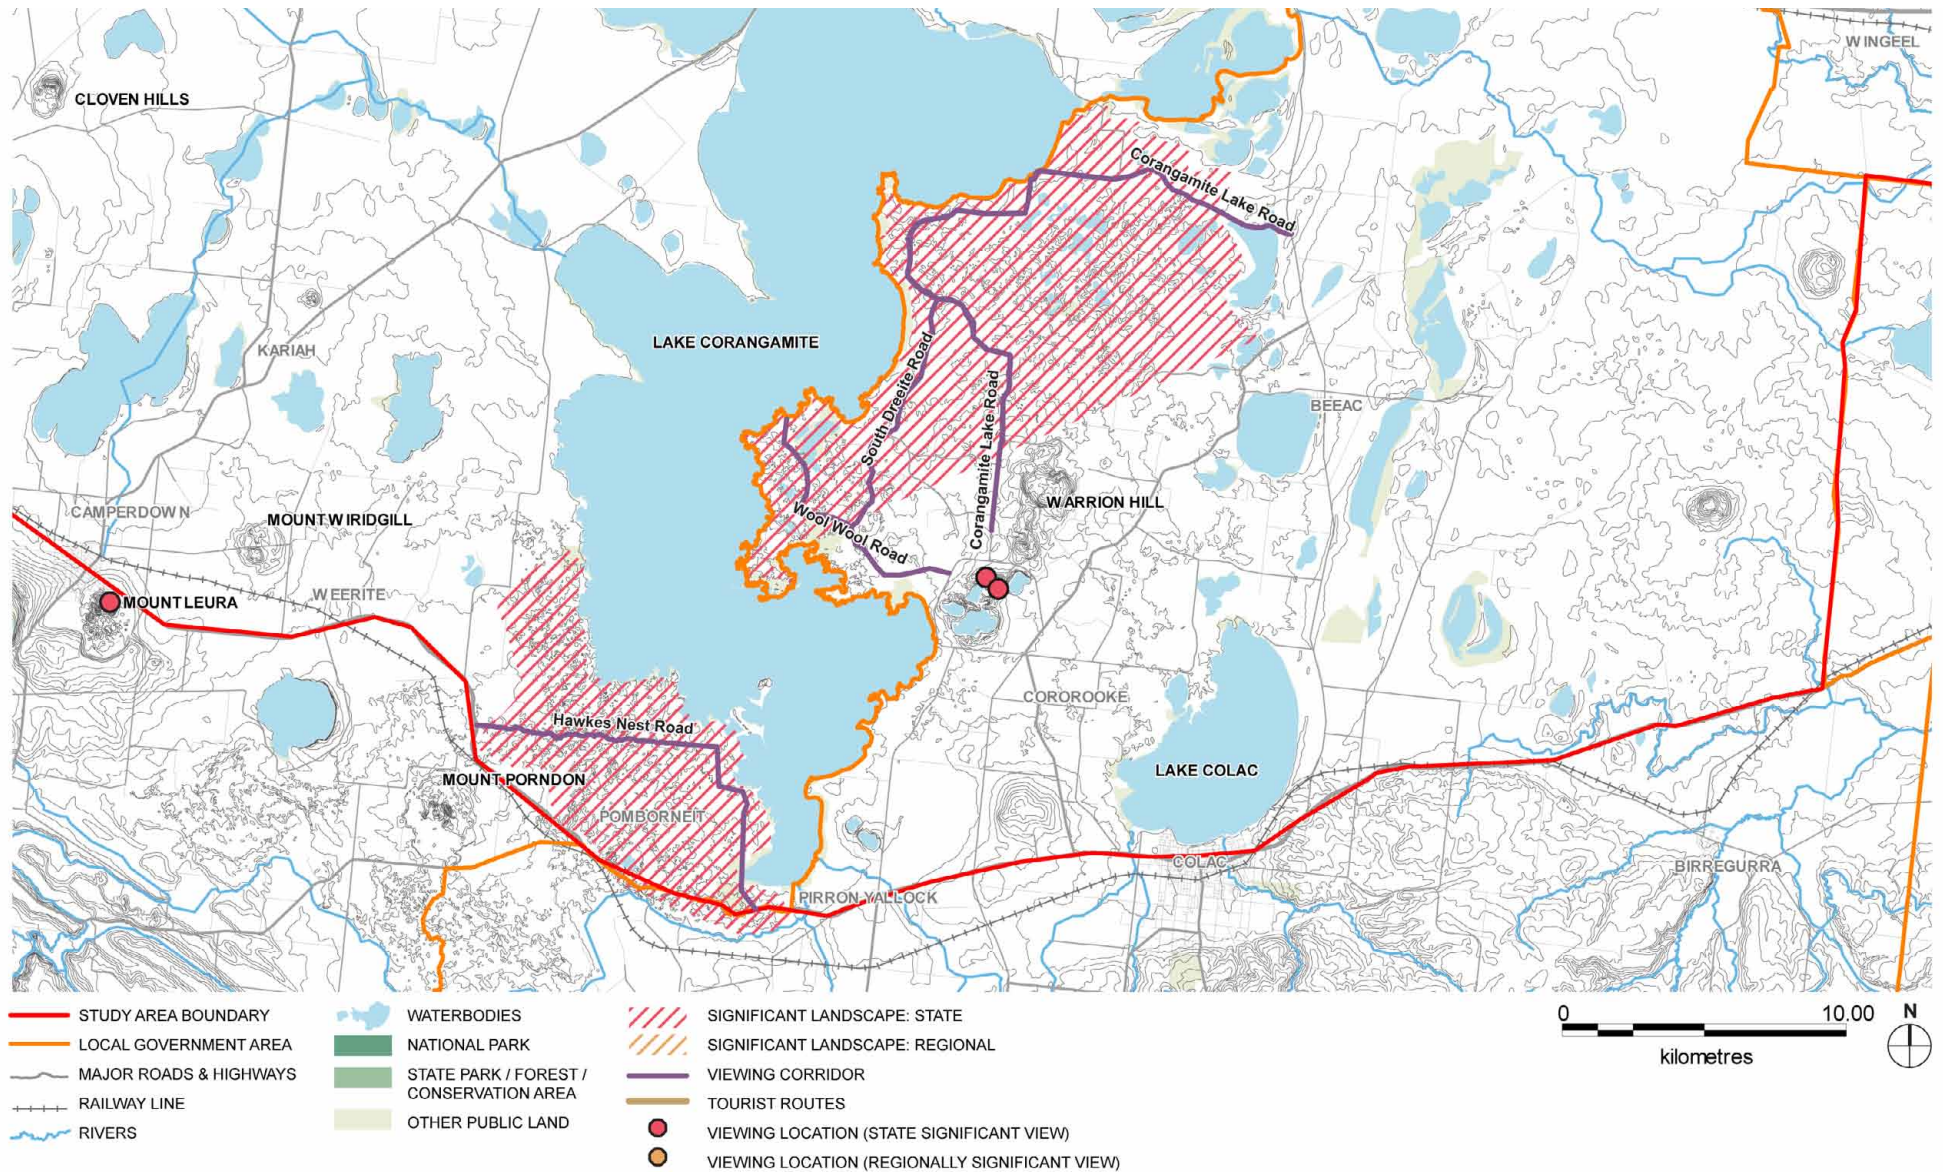 WINGEEL
CLOVEN HILLS
Corangamite Lake Road
LAKE CORANGAMITE
KARIAH
South Dreeite Road
Corangamite Lake Road
BEEAC
CAMPERDOWN
MOUNT WIRIDGILL
WARRION HILL
Wool Wool Road
MOUNT LEURA
WEERITE
COROROOKE
Hawkes Nest Road
LAKE COLAC
MOUNT PORNDON
POMBORNEIT
COLAC
BIRREGURRA
PIRRON YALLOCK
STUDY AREA BOUNDARY
LOCAL GOVERNMENT AREA
MAJOR ROADS & HIGHWAYS
RAILWAY LINE
RIVERS
WATERBODIES
NATIONAL PARK
STATE PARK / FOREST /
CONSERVATION AREA
OTHER PUBLIC LAND
SIGNIFICANT LANDSCAPE: STATE
SIGNIFICANT LANDSCAPE: REGIONAL
VIEWING CORRIDOR
TOURIST ROUTES
VIEWING LOCATION (STATE SIGNIFICANT VIEW)
VIEWING LOCATION (REGIONALLY SIGNIFICANT VIEW)
0 10.00
kilometres
N